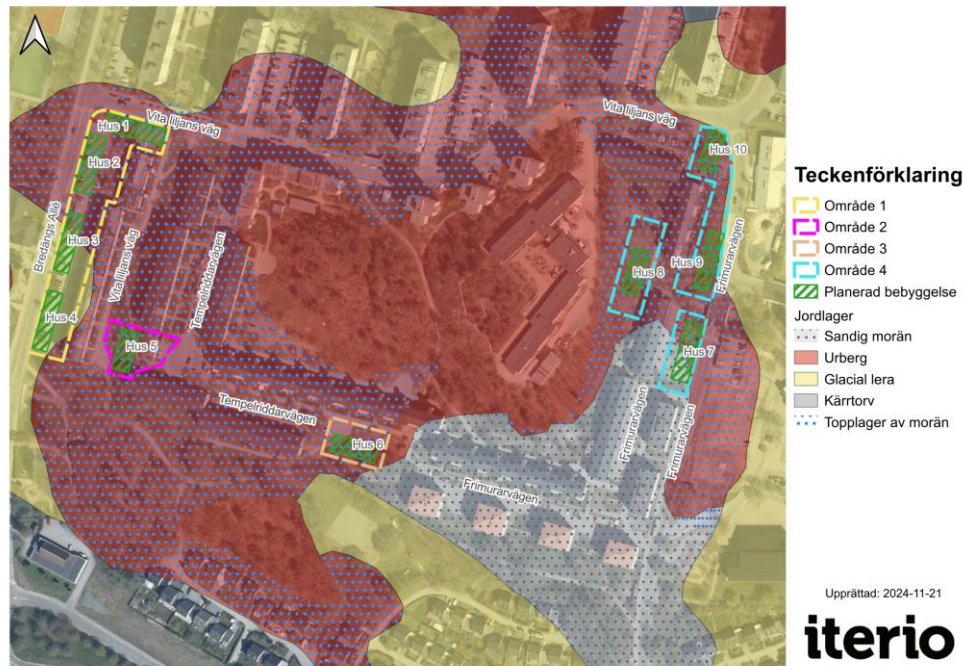 Vita liljans väg
Hus 1
Hus 2
Bredängs Allé
Hus 3
Vita liljans väg
Hus 4
Tempelriddarvägen
Hus 5
Tempelriddarvägen
Hus 6
Vita liljans väg
Hus 10
Hus 8
Hus 9
Frimurarvägen
Hus 7
Frimurarvägen
Frimurarvägen
Frimurarvägen
Teckenförklaring
Område 1
Område 2
Område 3
Område 4
Planerad bebyggelse
Jordlager
Sandig morän
Urberg
Glacial lera
Kärrtorv
Topplager av morän
Upprättad: 2024-11-21
iterio